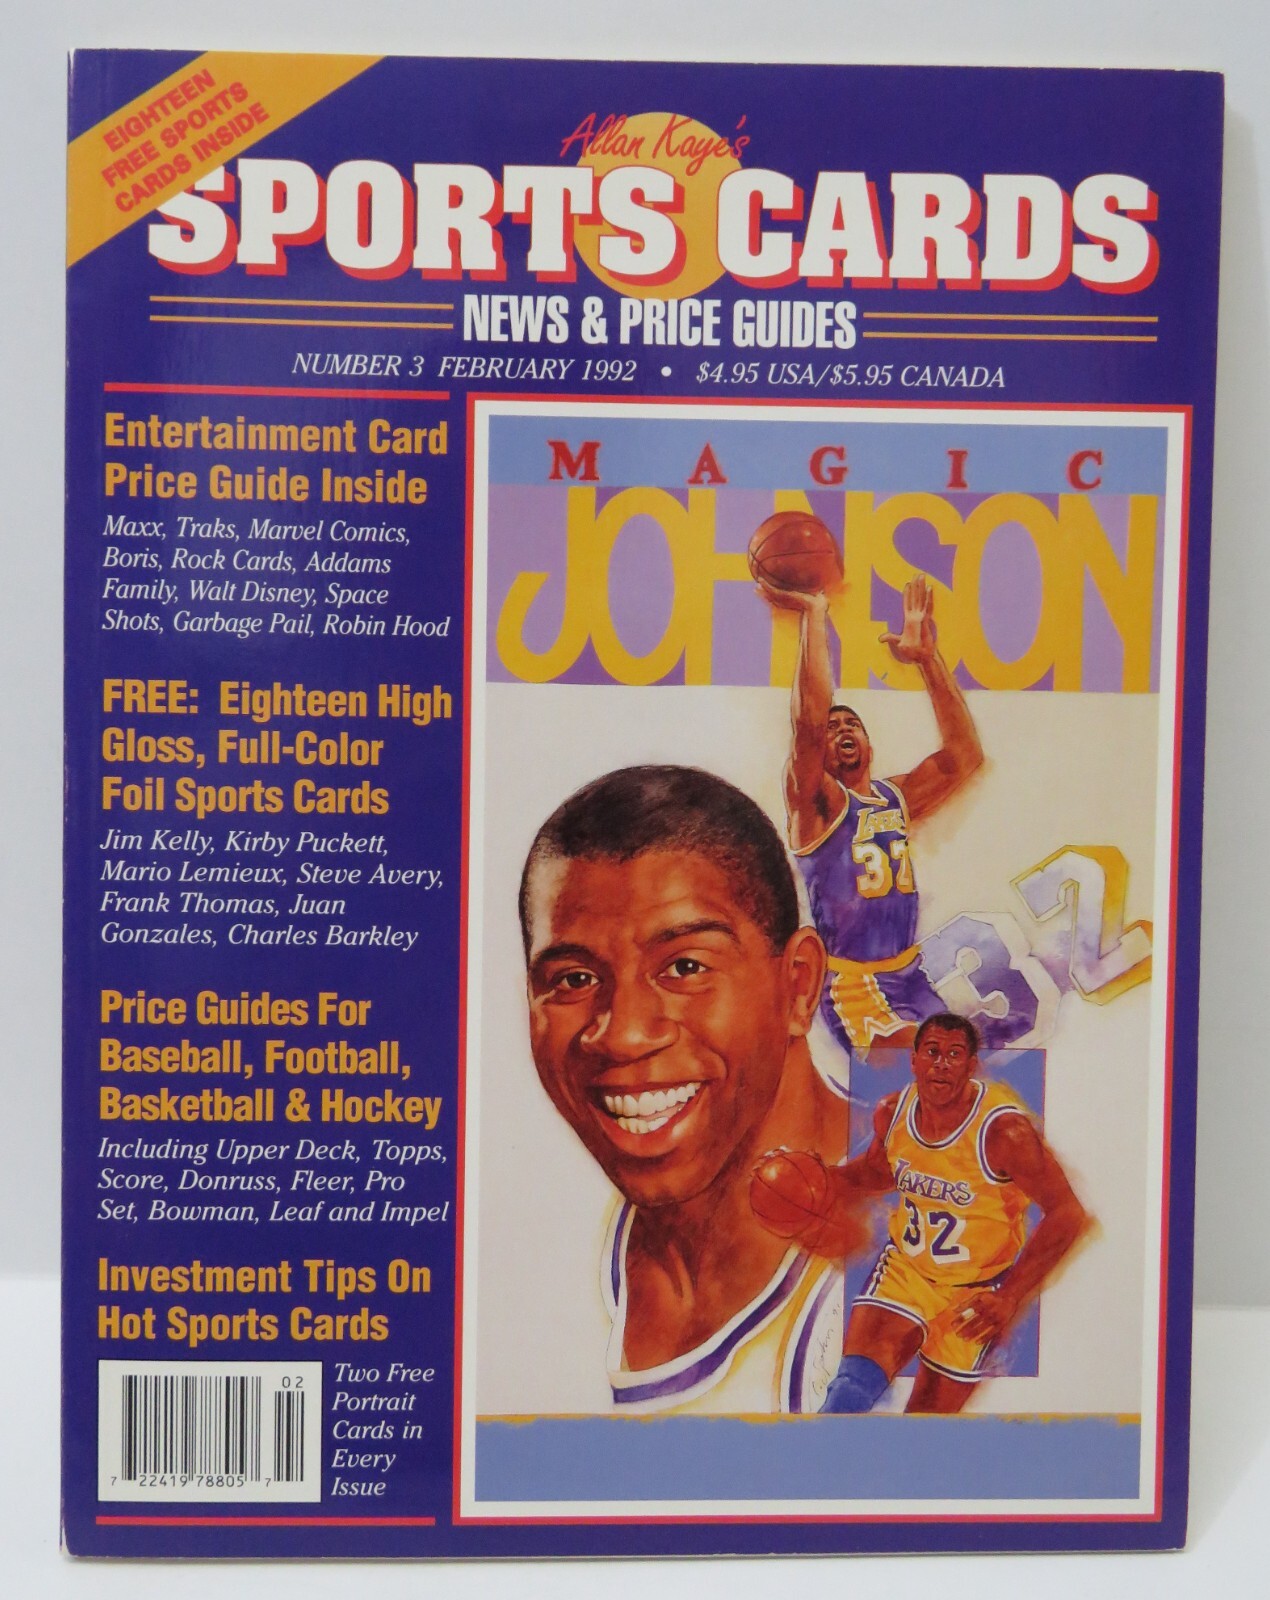 EIGHTEEN
FREE SPORTS
CARDS INSIDE
Allan Kaye's
SPORTS CARDS
NEWS & PRICE GUIDES
NUMBER 3 FEBRUARY 1992 • $4.95 USA/$5.95 CANADA
Entertainment Card
Price Guide Inside
Maxx, Traks, Marvel Comics,
Boris, Rock Cards, Addams
Family, Walt Disney, Space
Shots, Garbage Pail, Robin Hood
FREE: Eighteen High
Gloss, Full-Color
Foil Sports Cards
Jim Kelly, Kirby Puckett,
Mario Lemieux, Steve Avery,
Frank Thomas, Juan
Gonzales, Charles Barkley
Price Guides For
Baseball, Football,
Basketball & Hockey
Including Upper Deck, Topps,
Score, Donruss, Fleer, Pro
Set, Bowman, Leaf and Impel
Investment Tips On
Hot Sports Cards
Two Free
Portrait
Cards in
Every
Issue
02
7 22419 78805 7
MAGIC
JOHNSON
LAKERS
32
32
LAKERS
32